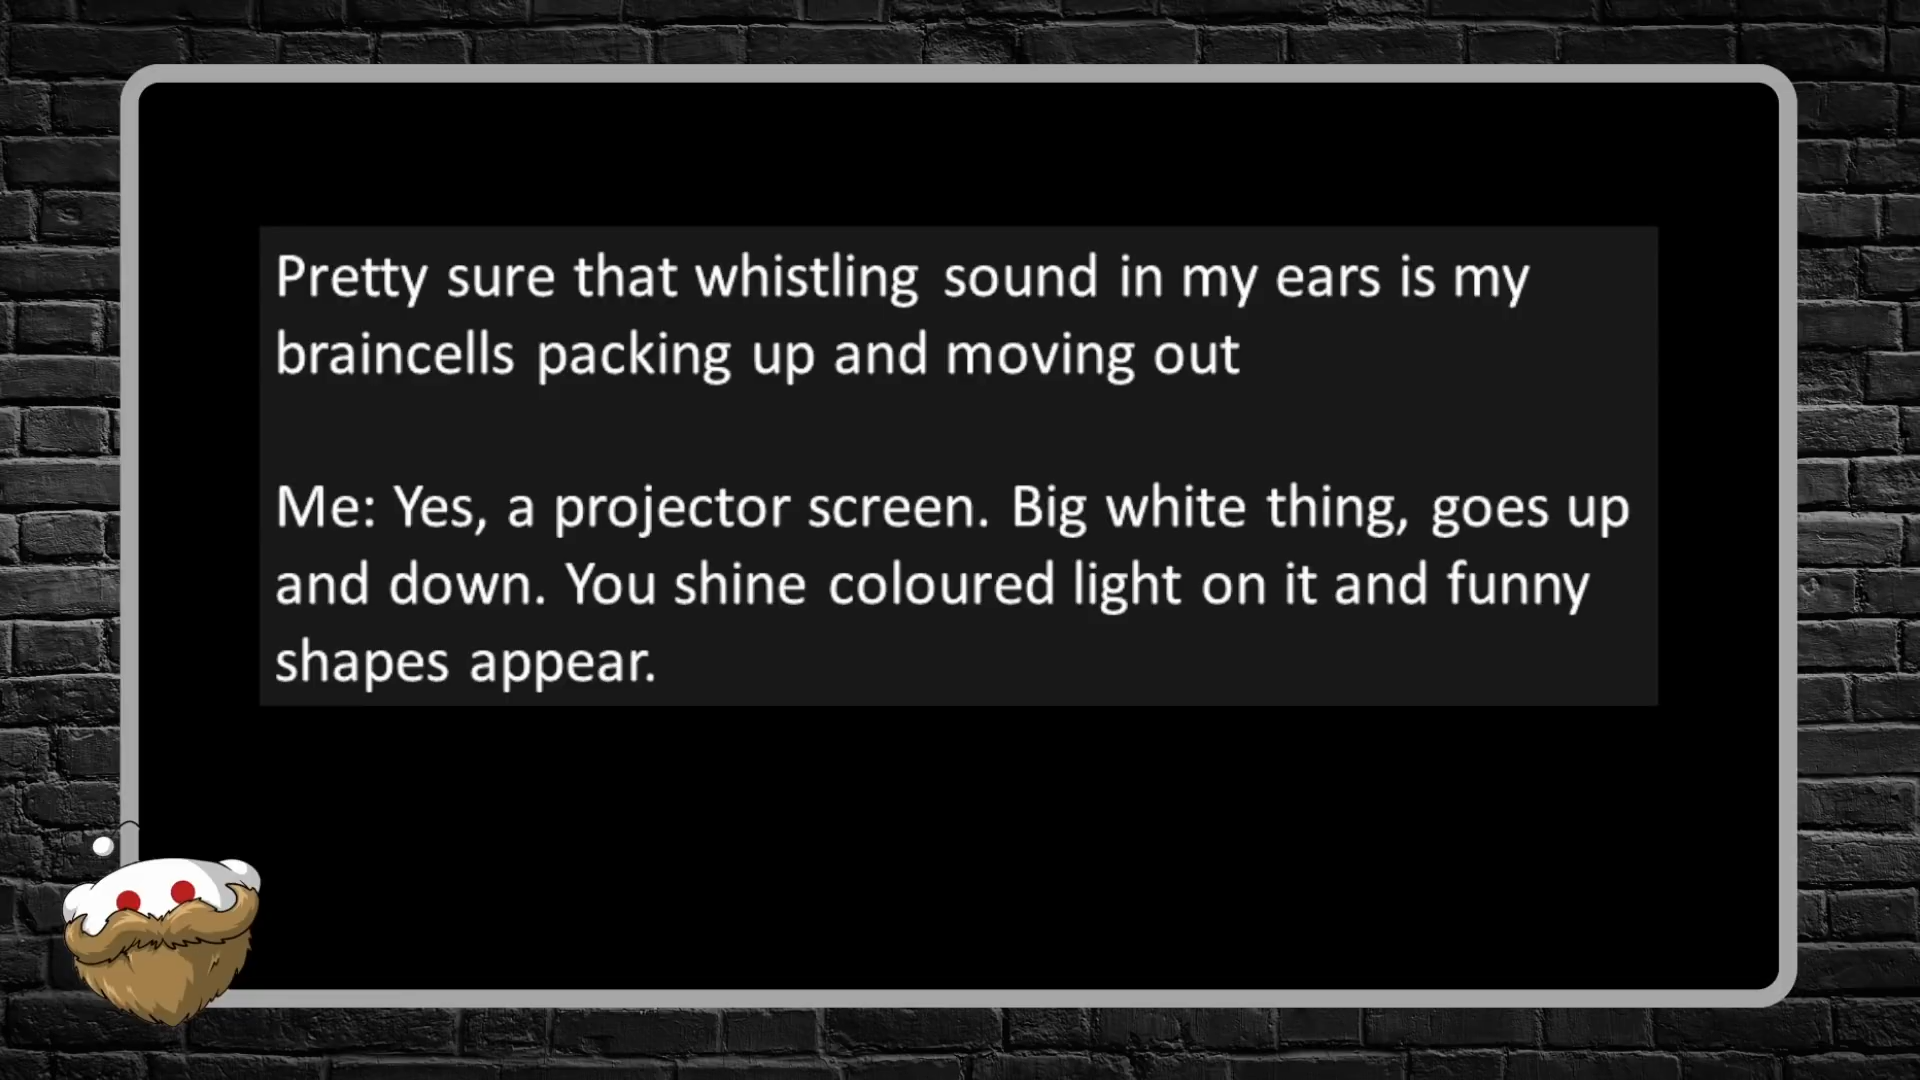 Pretty sure that whistling sound in my ears is my
braincells packing up and moving out
Me: Yes, a projector screen. Big white thing, goes up
and down. You shine coloured light on it and funny
shapes appear.